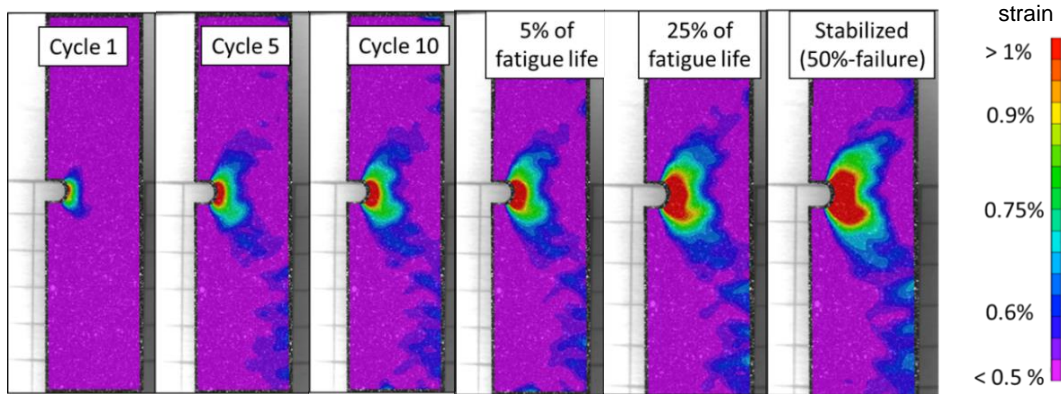 Cycle 1
Cycle 5
Cycle 10
5% of
fatigue life
25% of
fatigue life
Stabilized
(50%-failure)
strain
> 1%
0.9%
0.75%
0.6%
< 0.5 %